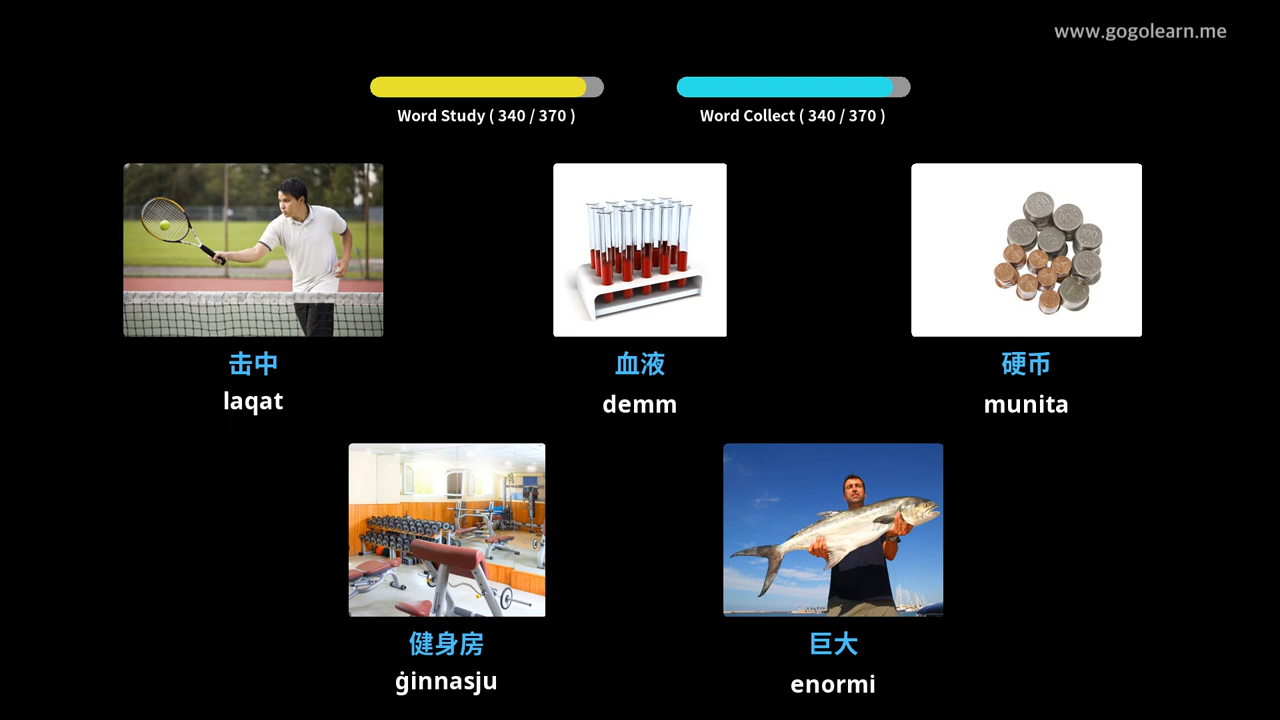 www.gogolearn.me
Word Study ( 340 / 370 )
Word Collect ( 340 / 370 )
击中
laqat
血液
demm
硬币
munita
健身房
ġinnasju
巨大
enormi